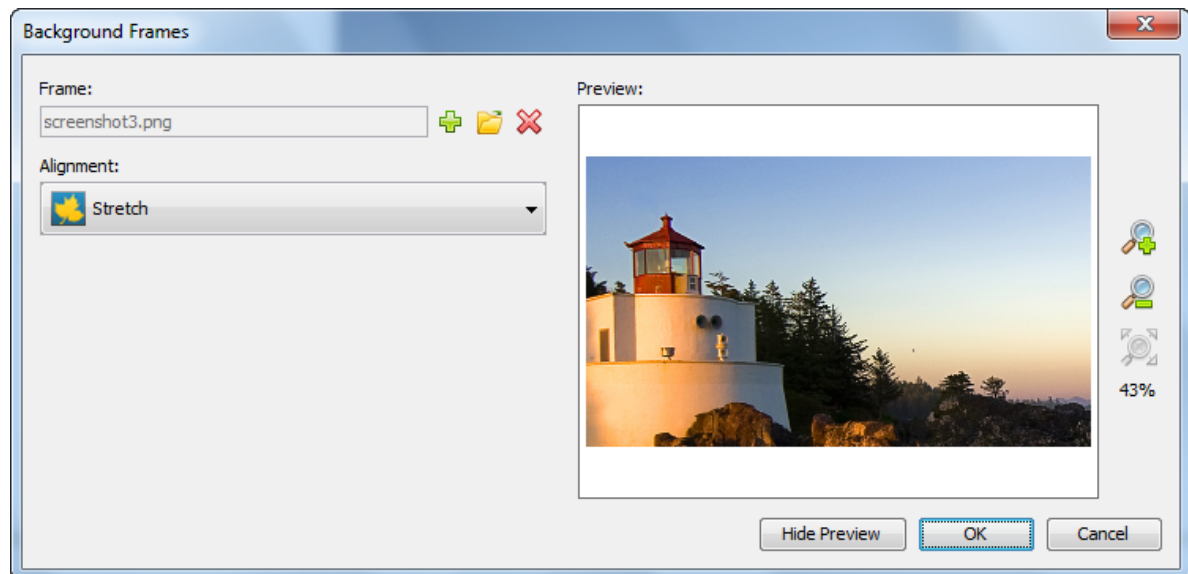 Background Frames
Frame:
screenshot3.png
Alignment:
Stretch
Preview:
43%
Hide Preview
OK
Cancel